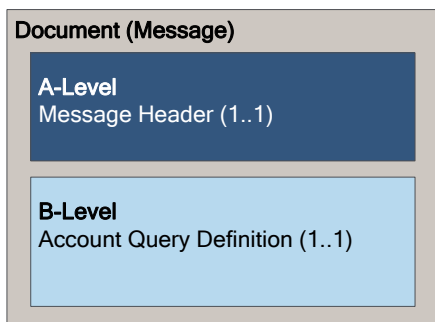 Document (Message)
A-Level
Message Header (1..1)
B-Level
Account Query Definition (1..1)